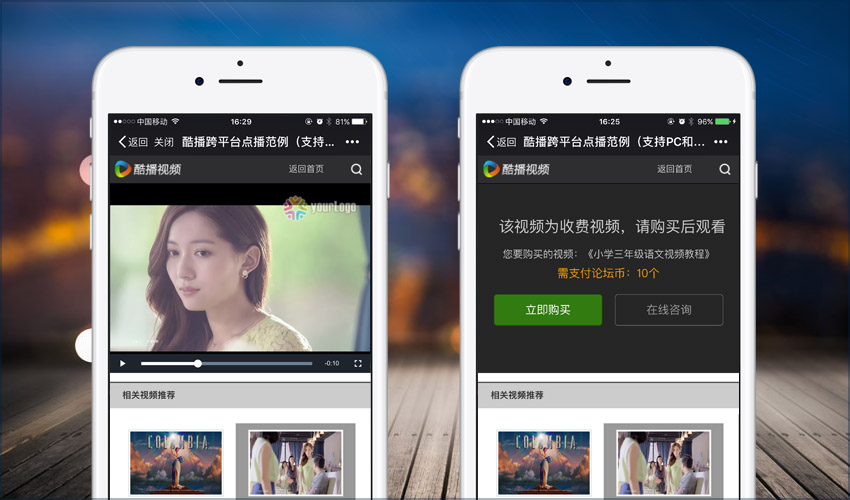 中国移动 16:29 81%
返回 关闭 酷播跨平台点播范例（支持...
酷播视频 返回首页
yourLogo
-0:10
相关视频推荐
COLUMBIA
中国移动 16:25 96%
返回 酷播跨平台点播范例（支持PC和...
酷播视频 返回首页
该视频为收费视频，请购买后观看
您要购买的视频：《小学三年级语文视频教程》
需支付论坛币：10个
立即购买 在线咨询
相关视频推荐
COLUMBIA